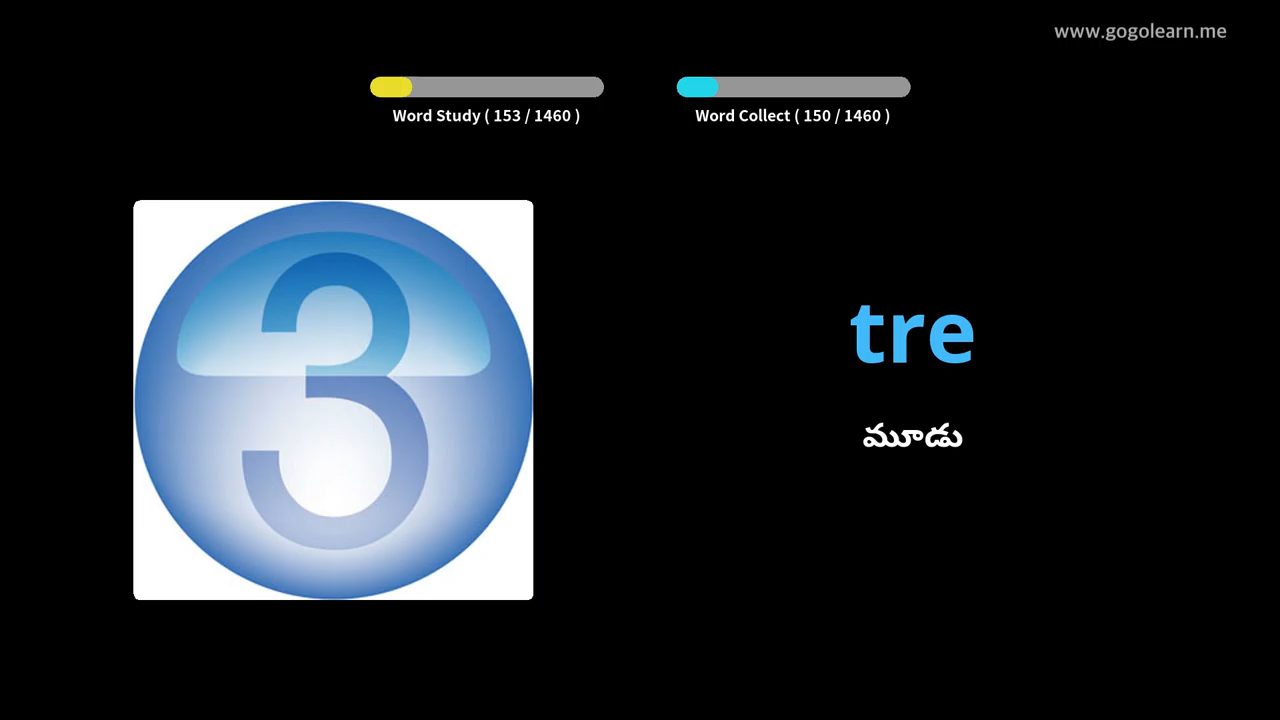 www.gogolearn.me
Word Study ( 153 / 1460 )
Word Collect ( 150 / 1460 )
3
tre
మూడు